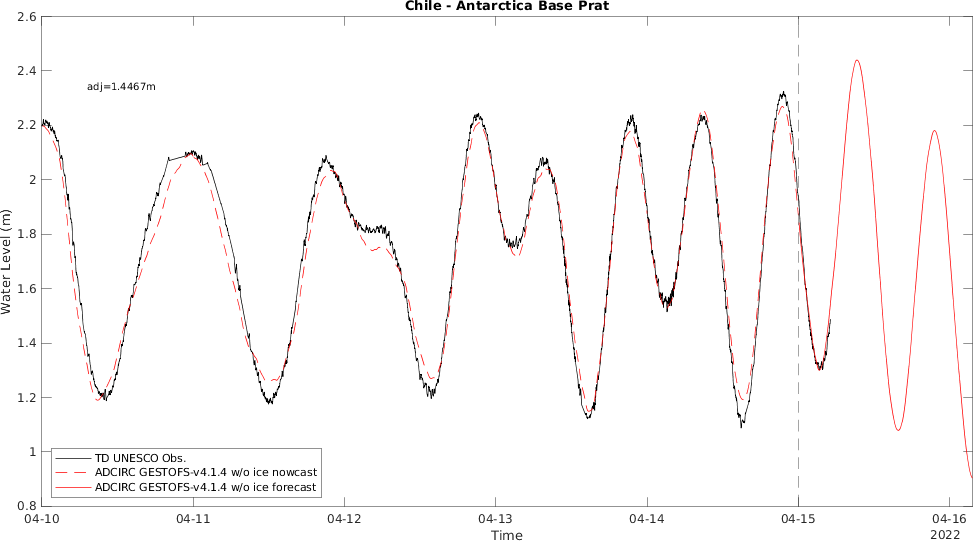 Chile - Antarctica Base Prat
2.6
2.4
2.2
2
1.8
1.6
1.4
1.2
1
0.8
Water Level (m)
adj=1.4467m
TD UNESCO Obs.
ADCIRC GESTOFS-v4.1.4 w/o ice nowcast
ADCIRC GESTOFS-v4.1.4 w/o ice forecast
04-10 04-11 04-12 04-13 04-14 04-15 04-16
Time
2022